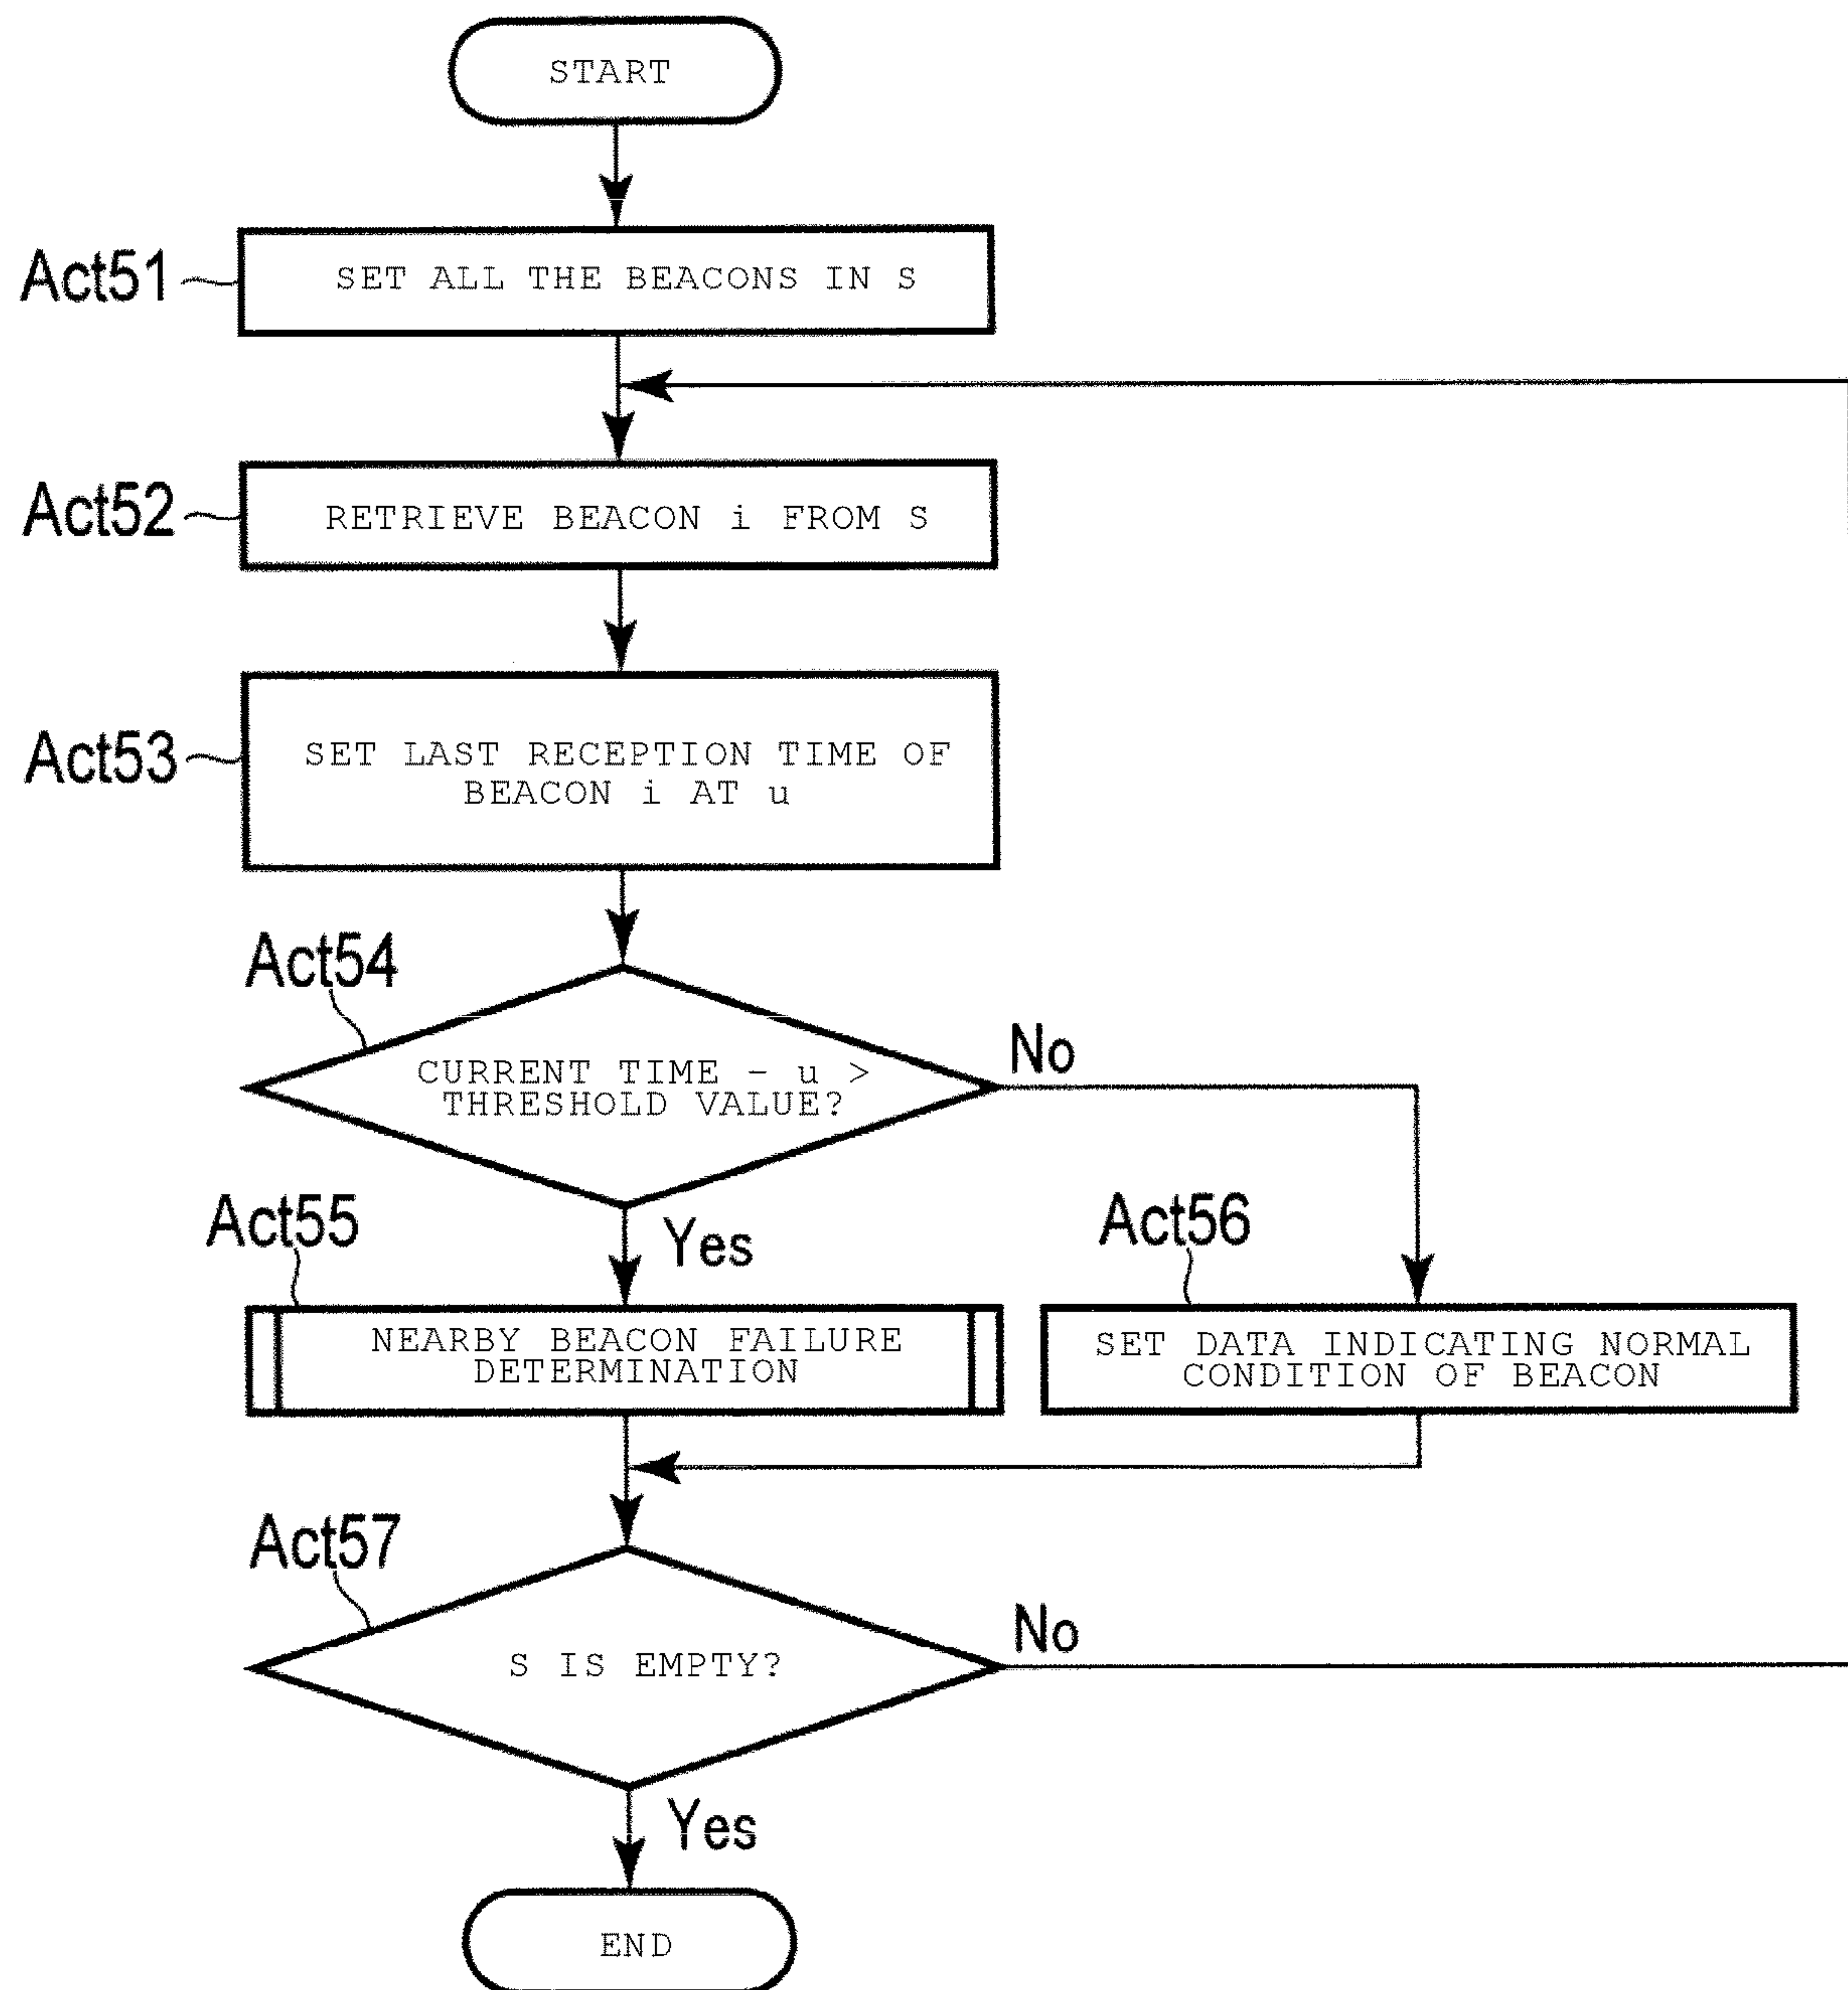 START
Act51
SET ALL THE BEACONS IN S
Act52
RETRIEVE BEACON i FROM S
Act53
SET LAST RECEPTION TIME OF
BEACON i AT u
Act54
CURRENT TIME – u >
THRESHOLD VALUE?
No
Yes
Act55
NEARBY BEACON FAILURE
DETERMINATION
Act56
SET DATA INDICATING NORMAL
CONDITION OF BEACON
Act57
S IS EMPTY?
No
Yes
END